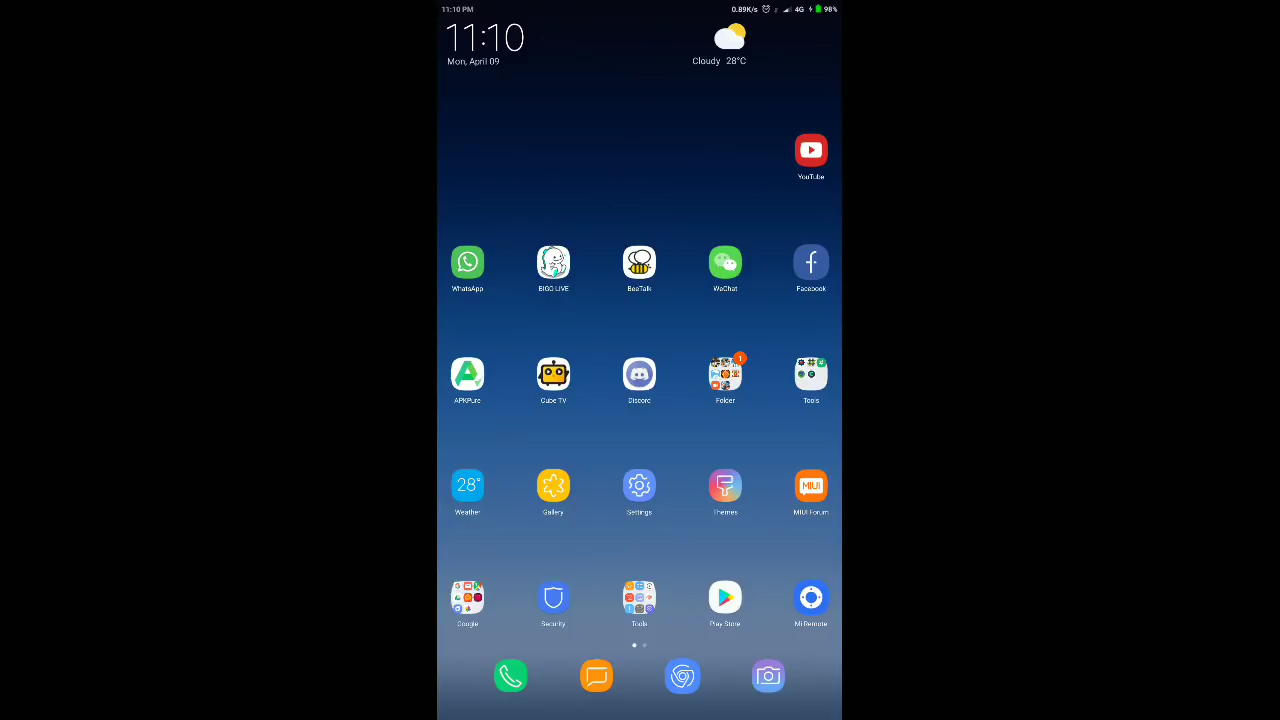 11:10 PM
0.89K/s 4G 98%
11:10
Mon, April 09
Cloudy 28°C
YouTube
WhatsApp
BIGO LIVE
BeeTalk
WeChat
Facebook
1
APKPure
Cube TV
Discord
Folder
Tools
28°
MIUI
Weather
Gallery
Settings
Themes
MIUI Forum
Google
Security
Tools
Play Store
Mi Remote